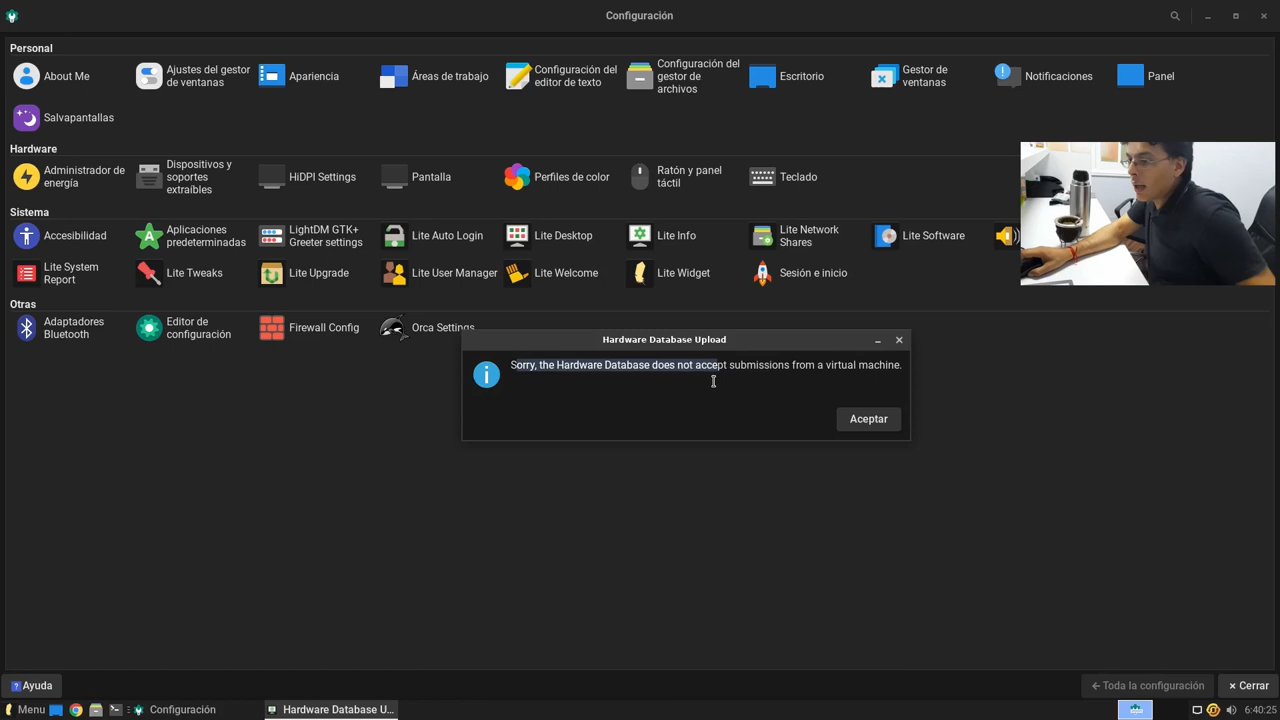 Configuración
Personal
About Me
Ajustes del gestor
de ventanas
Apariencia
Áreas de trabajo
Configuración del
editor de texto
Configuración
del gestor de
archivos
Escritorio
Gestor de
ventanas
Notificaciones
Panel
Salvapantallas
Hardware
Administrador de
energía
Dispositivos y
soportes
extraíbles
HiDPI Settings
Pantalla
Perfiles de color
Ratón y panel
táctil
Teclado
Sistema
Accesibilidad
Aplicaciones
predeterminadas
LightDM GTK+
Greeter settings
Lite Auto Login
Lite Desktop
Lite Info
Lite Network
Shares
Lite Software
Lite System
Report
Lite Tweaks
Lite Upgrade
Lite User Manager
Lite Welcome
Lite Widget
Sesión e inicio
Otras
Adaptadores
Bluetooth
Editor de
configuración
Firewall Config
Orca Settings
Hardware Database Upload
Sorry, the Hardware Database does not accept submissions from a virtual machine.
Aceptar
Ayuda
Toda la configuración
Cerrar
Menu
Configuración
Hardware Database U...
6:40:25